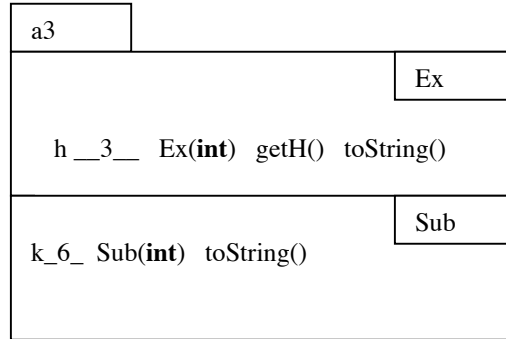 a3
Ex
h __3__ Ex(int) getH() toString()
Sub
k_6_ Sub(int) toString()